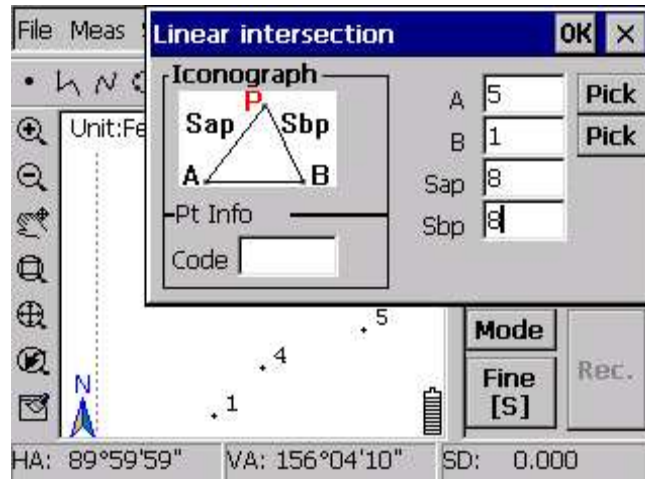 File Meas
Linear intersection OK ×
Iconograph
P
Sap Sbp
A B
Pt Info
Code
A 5 Pick
B 1 Pick
Sap 8
Sbp 8
Unit:Fe
5
4
1
N
Mode
Fine
[S]
Rec.
HA: 89°59'59" VA: 156°04'10" SD: 0.000